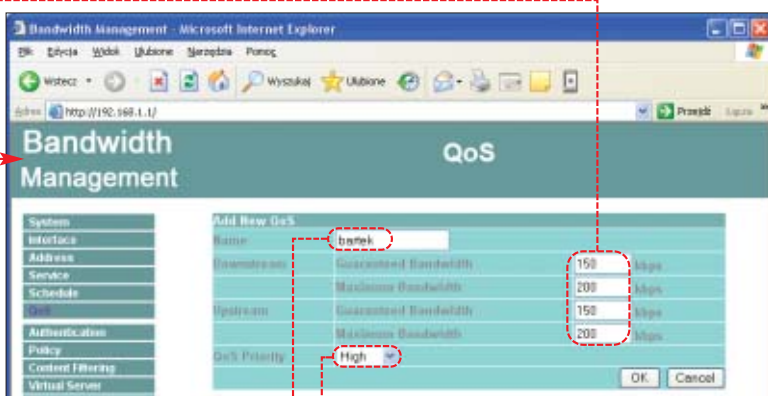 Bandwidth Management - Microsoft Internet Explorer
Plik Edycja Widok Ulubione Narzędzia Pomoc
Wstecz Wyszukaj Ulubione
Adres http://192.168.1.1/ Przejdź Łącza
Bandwidth
Management
QoS
System
Interface
Address
Service
Schedule
QoS
Authentication
Policy
Content Filtering
Virtual Server
Add New QoS
Name bartek
Downstream Guaranteed Bandwidth 150 kbps
Maximum Bandwidth 200 kbps
Upstream Guaranteed Bandwidth 150 kbps
Maximum Bandwidth 200 kbps
QoS Priority High
OK Cancel